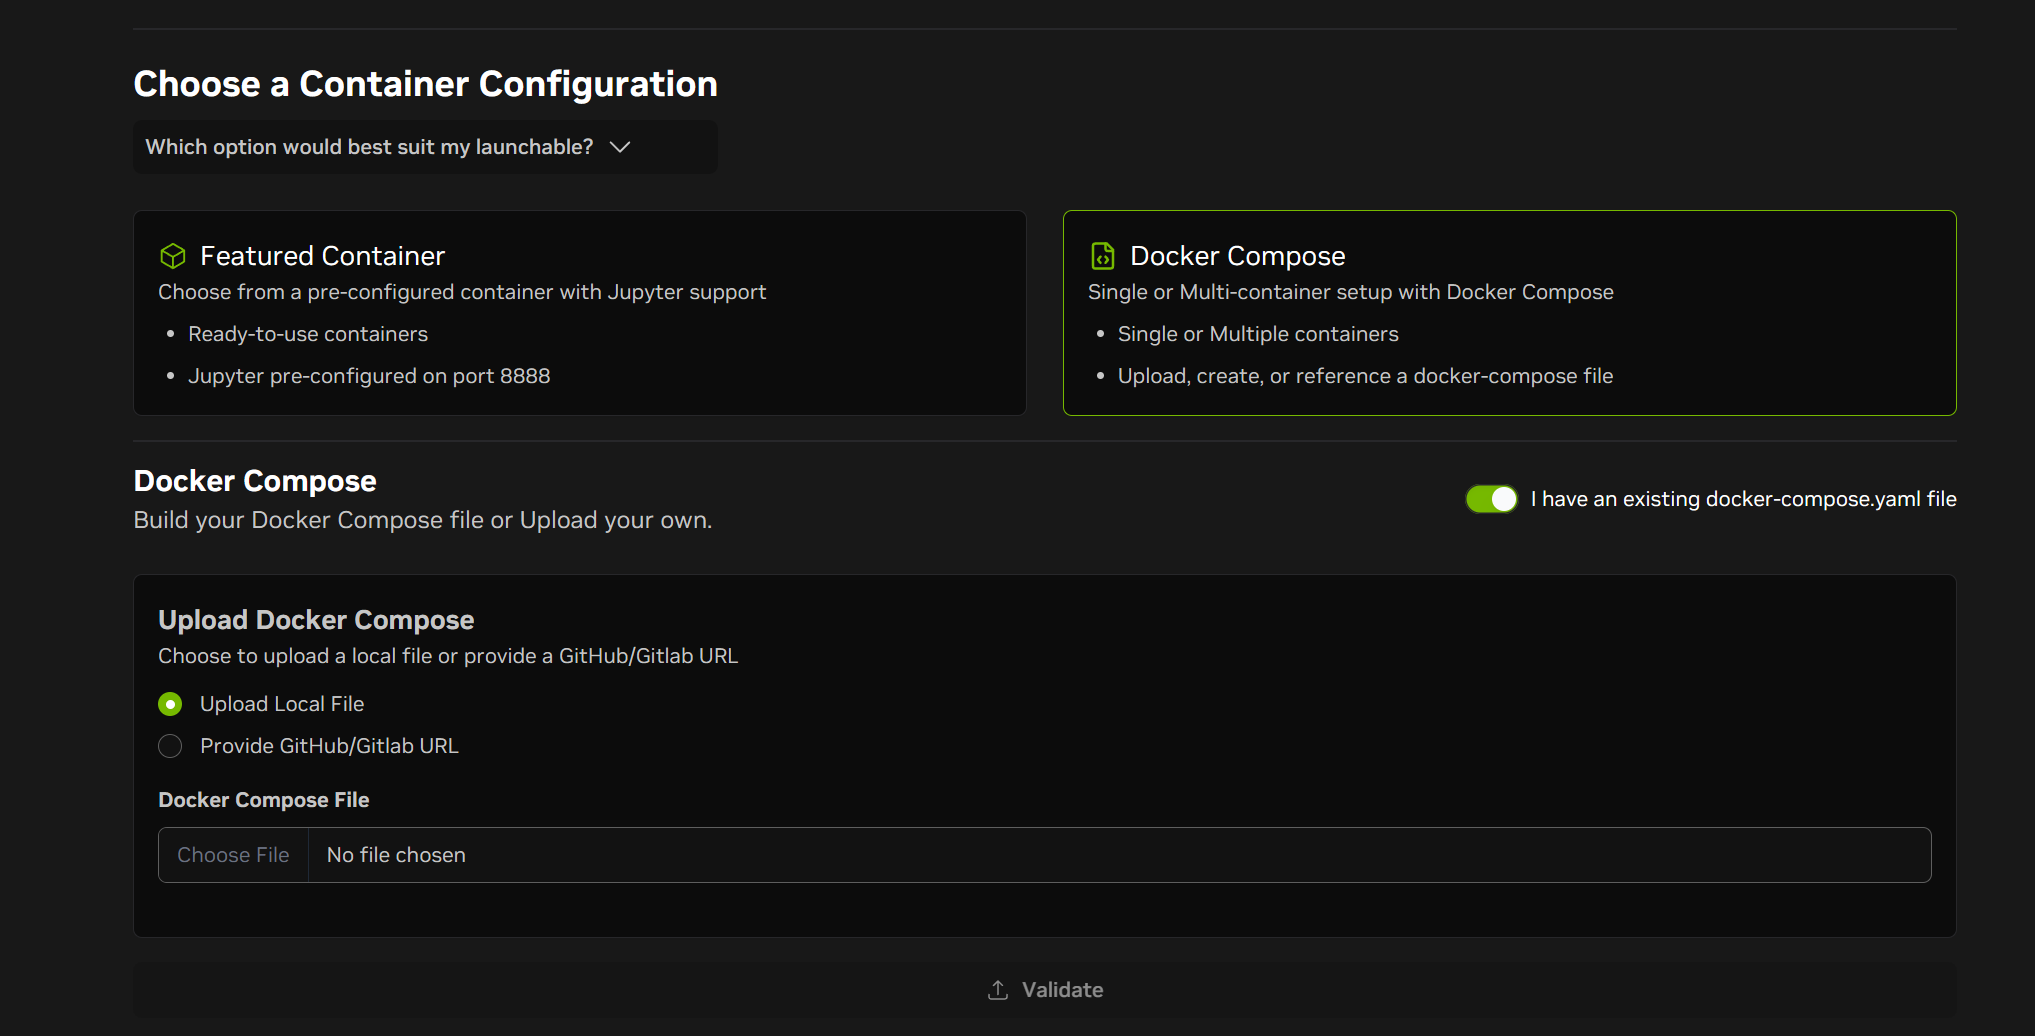 Choose a Container Configuration
Which option would best suit my launchable?
Featured Container
Choose from a pre-configured container with Jupyter support
• Ready-to-use containers
• Jupyter pre-configured on port 8888
Docker Compose
Single or Multi-container setup with Docker Compose
• Single or Multiple containers
• Upload, create, or reference a docker-compose file
Docker Compose
Build your Docker Compose file or Upload your own.
I have an existing docker-compose.yaml file
Upload Docker Compose
Choose to upload a local file or provide a GitHub/Gitlab URL
Upload Local File
Provide GitHub/Gitlab URL
Docker Compose File
Choose File No file chosen
Validate